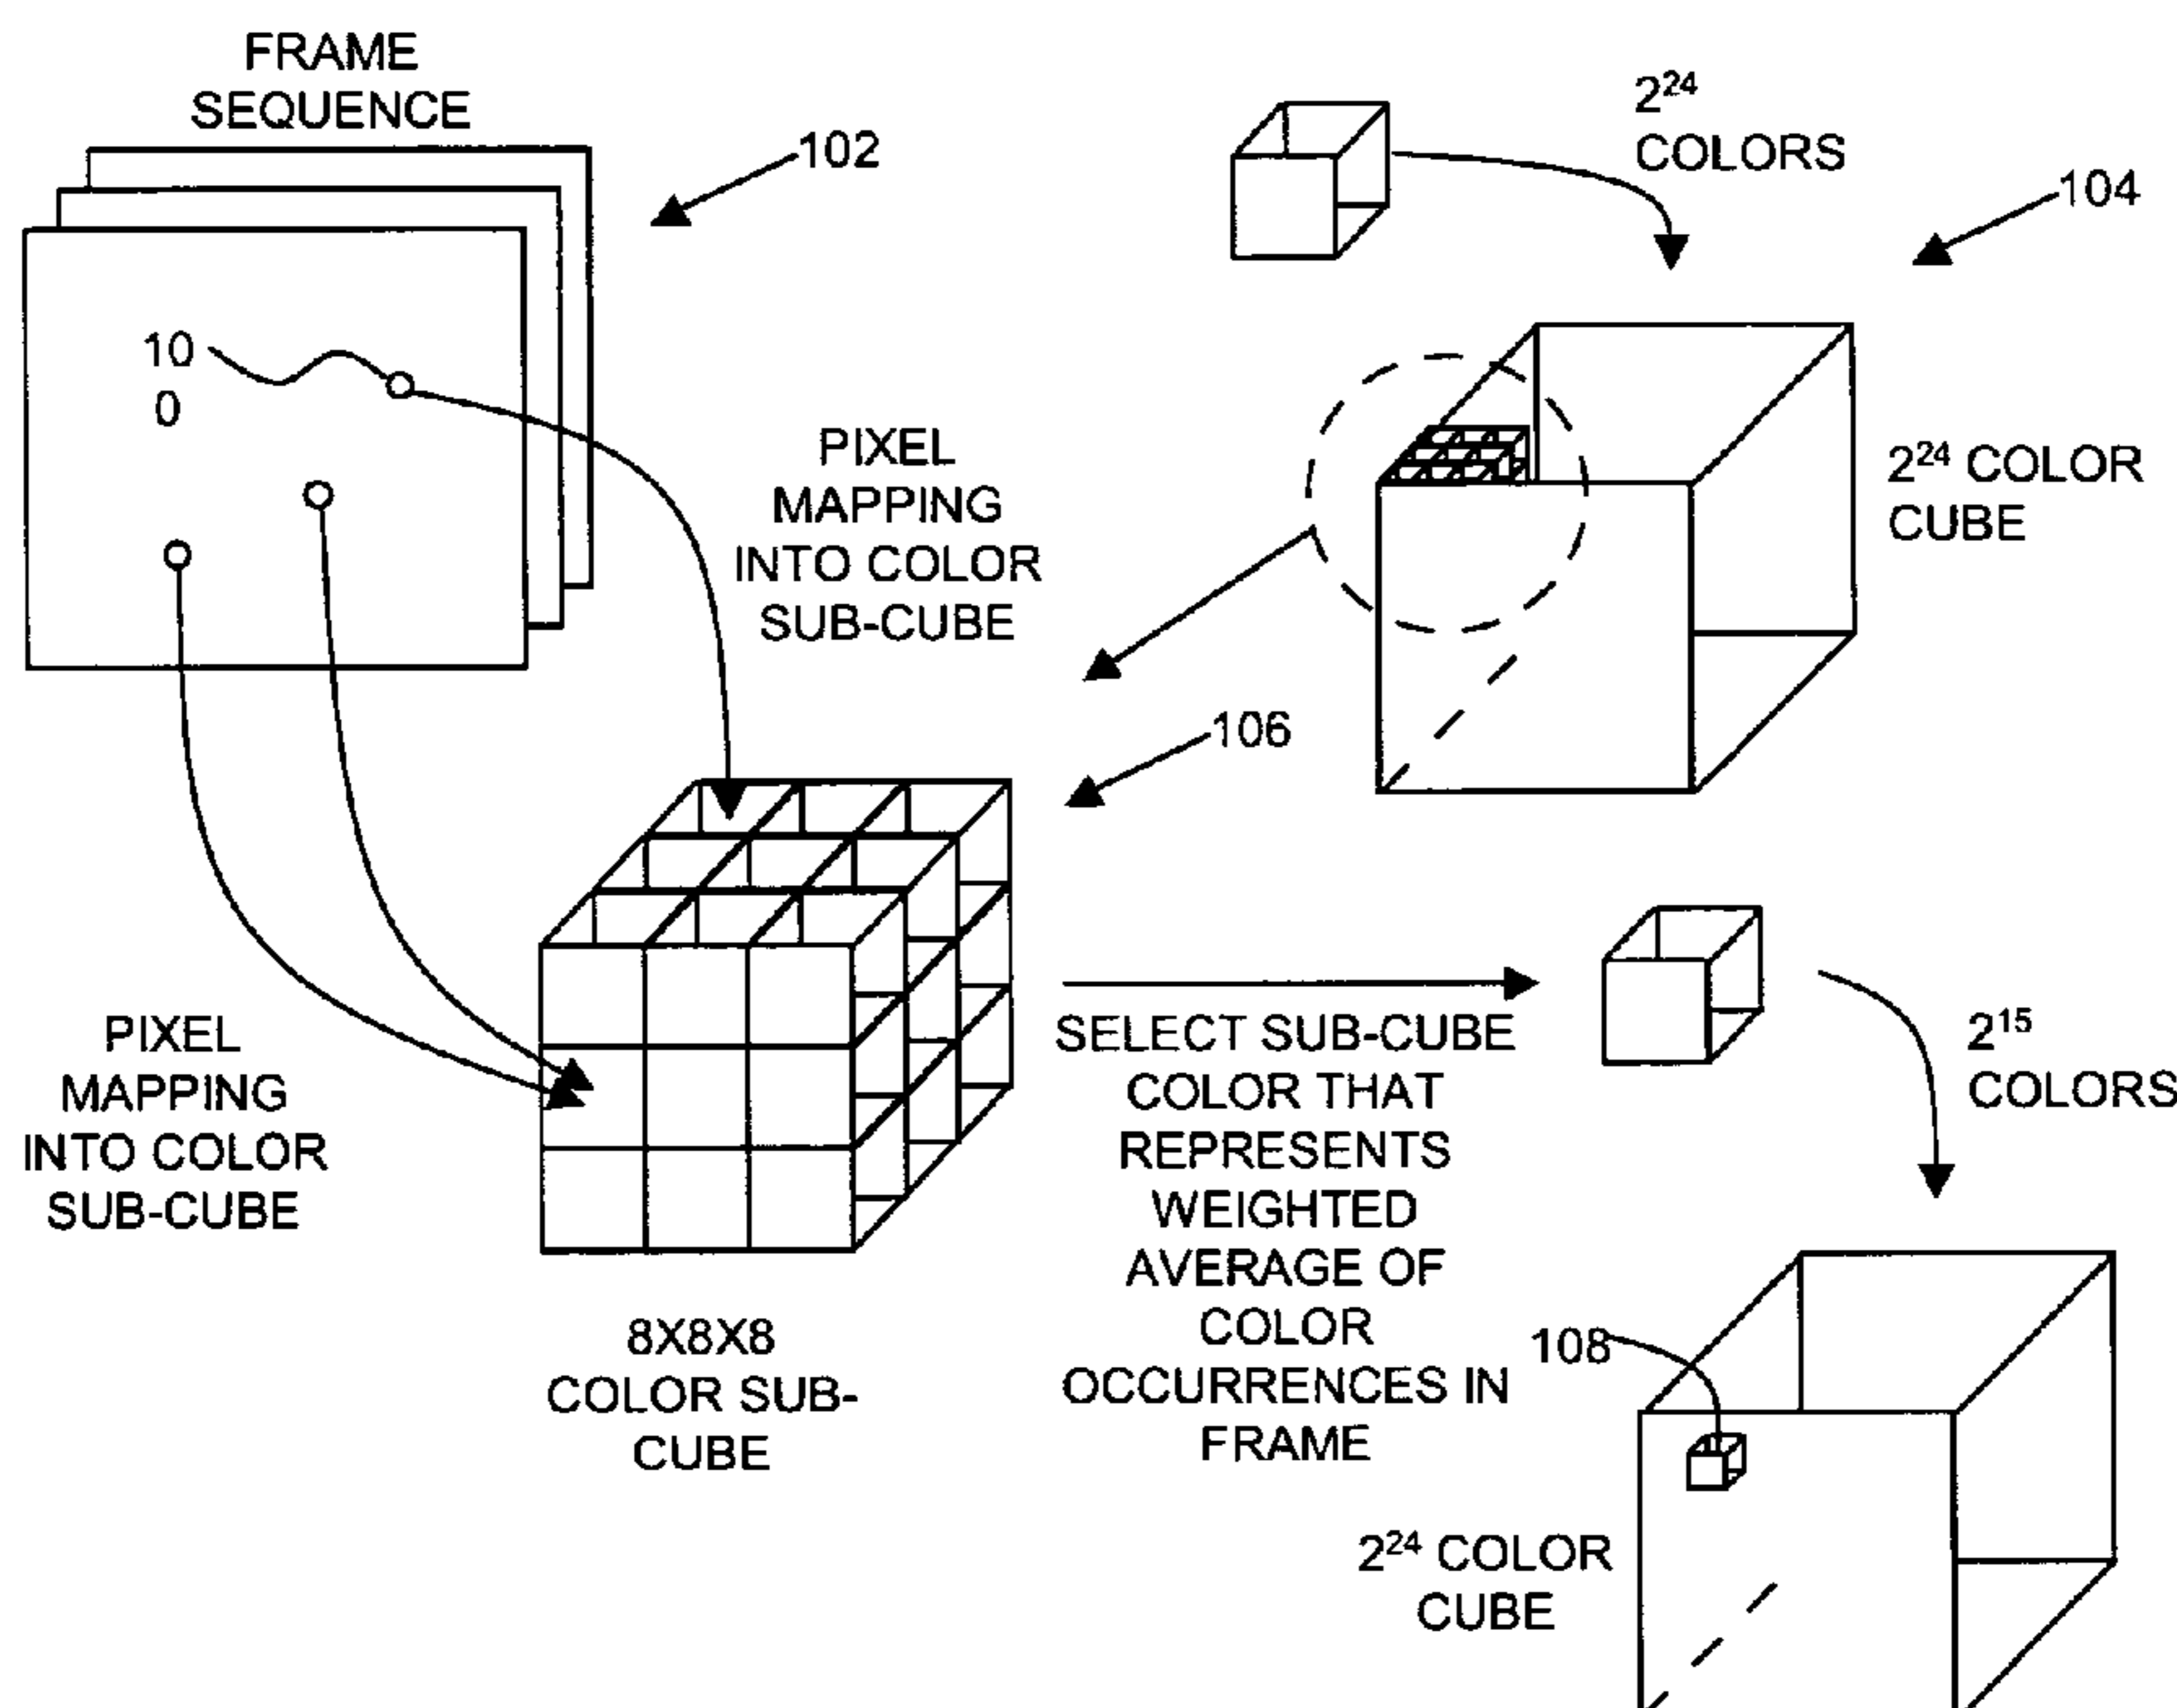 FRAME
SEQUENCE
102
2²⁴
COLORS
104
10
0
PIXEL
MAPPING
INTO COLOR
SUB-CUBE
2²⁴ COLOR
CUBE
106
PIXEL
MAPPING
INTO COLOR
SUB-CUBE
8X8X8
COLOR SUB-
CUBE
SELECT SUB-CUBE
COLOR THAT
REPRESENTS
WEIGHTED
AVERAGE OF
COLOR
OCCURRENCES IN
FRAME
2¹⁵
COLORS
108
2²⁴ COLOR
CUBE